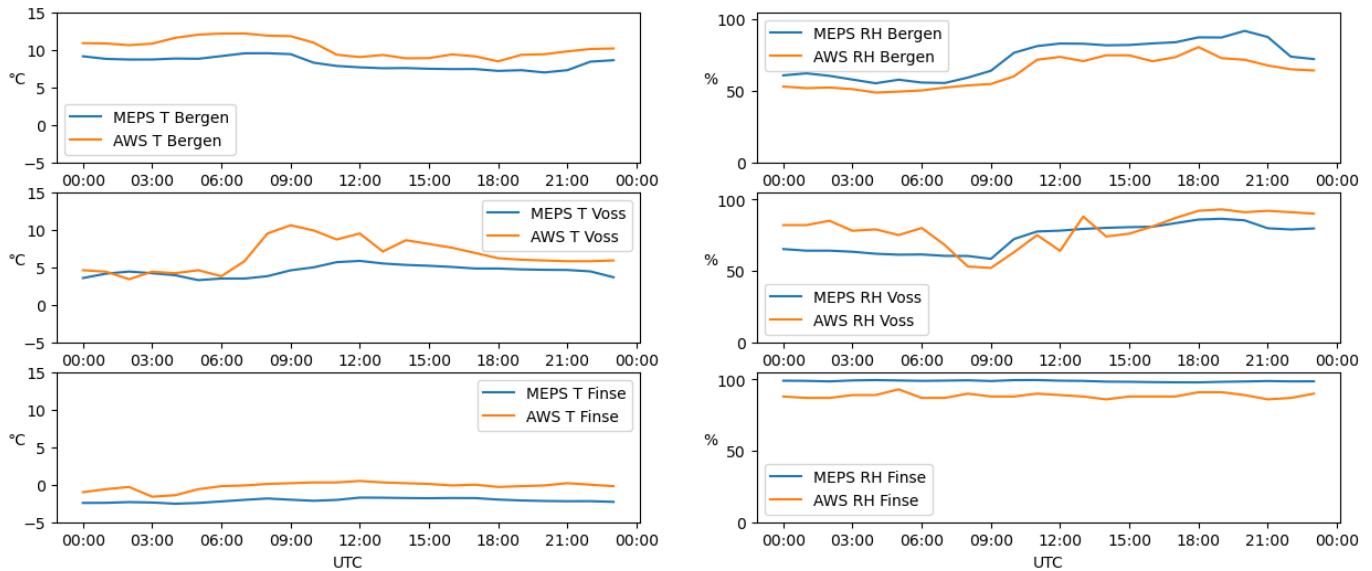 15
10
°C
5
0
−5
MEPS T Bergen
AWS T Bergen
00:00 03:00 06:00 09:00 12:00 15:00 18:00 21:00 00:00
100
%
50
0
MEPS RH Bergen
AWS RH Bergen
00:00 03:00 06:00 09:00 12:00 15:00 18:00 21:00 00:00
15
10
°C
5
0
−5
MEPS T Voss
AWS T Voss
00:00 03:00 06:00 09:00 12:00 15:00 18:00 21:00 00:00
100
%
50
0
MEPS RH Voss
AWS RH Voss
00:00 03:00 06:00 09:00 12:00 15:00 18:00 21:00 00:00
15
10
°C
5
0
−5
MEPS T Finse
AWS T Finse
00:00 03:00 06:00 09:00 12:00 15:00 18:00 21:00 00:00
UTC
100
%
50
0
MEPS RH Finse
AWS RH Finse
00:00 03:00 06:00 09:00 12:00 15:00 18:00 21:00 00:00
UTC